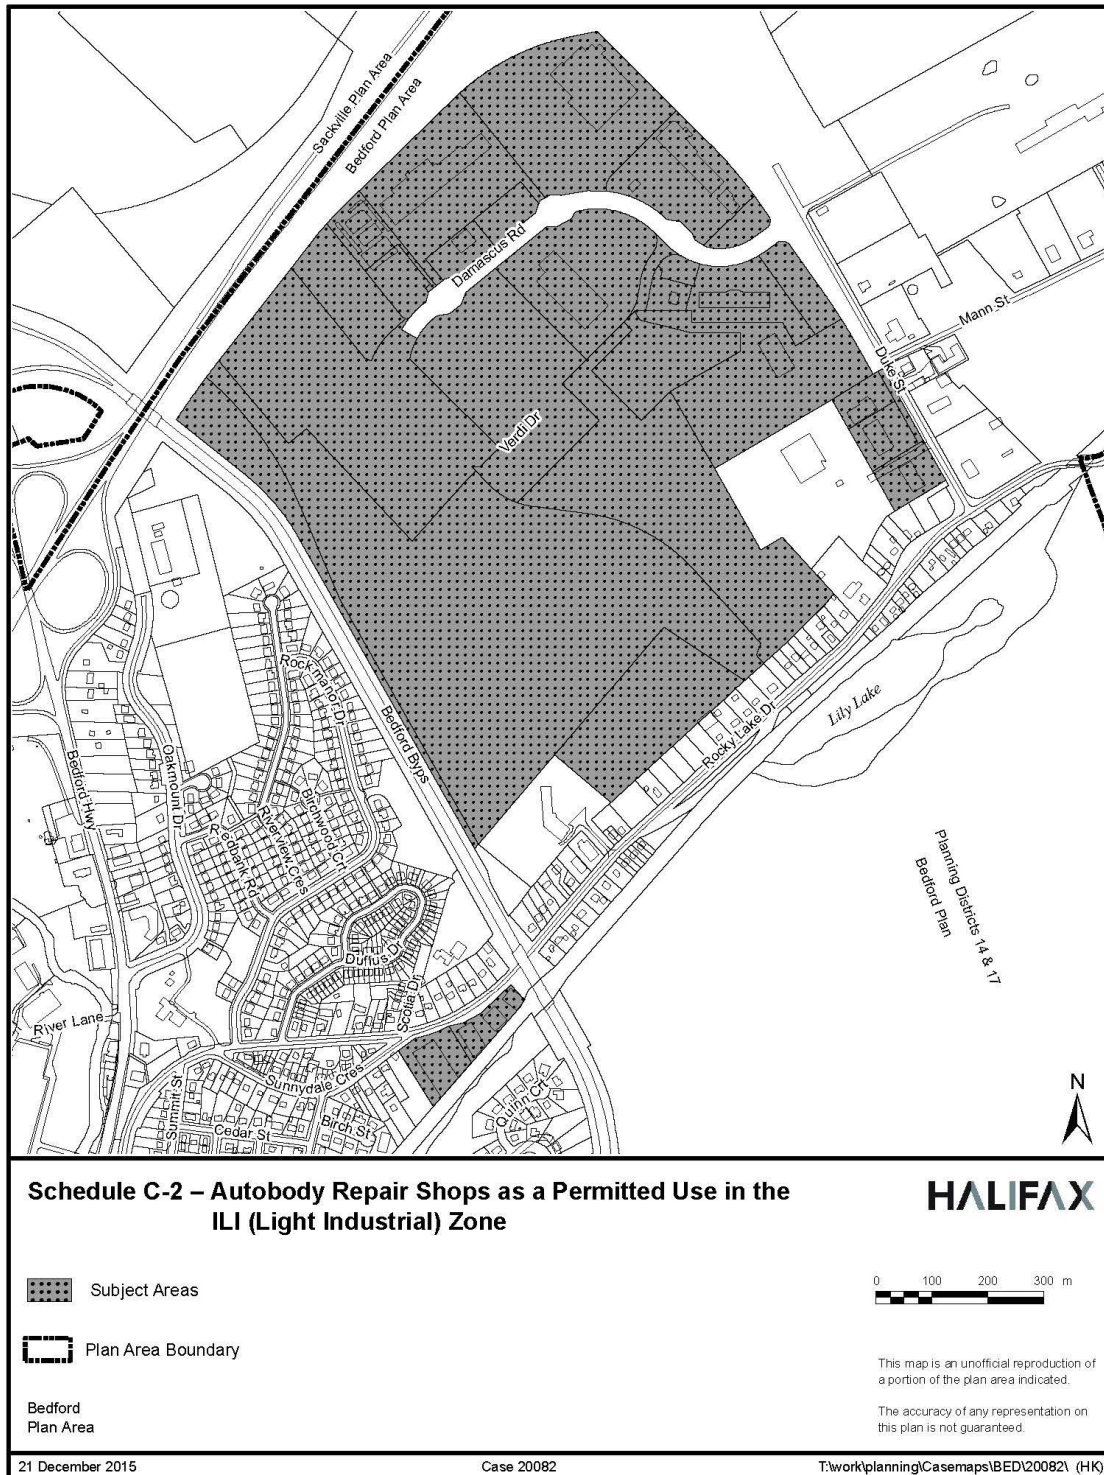 Sackville Plan Area
Bedford Plan Area
Damascus Rd
Mann St
Duke St
Verdi Dr
Rockmanor Dr
Bedford Byps
Rocky Lake Dr
Lily Lake
Oakmount Dr
Bedford Hwy
Birchwood Crt
Riverview Cres
Redbank Rd
Planning Districts 14 & 17
Bedford Plan
Duffus Dr
Scotia Dr
River Lane
Sunnydale Cres
Summit St
Cedar St
Birch St
Quinn Crt
N
Schedule C-2 – Autobody Repair Shops as a Permitted Use in the
ILI (Light Industrial) Zone
HALIFAX
Subject Areas
0 100 200 300 m
Plan Area Boundary
This map is an unofficial reproduction of
a portion of the plan area indicated.
Bedford
Plan Area
The accuracy of any representation on
this plan is not guaranteed.
21 December 2015
Case 20082
T:\work\planning\Casemaps\BED\20082\ (HK)